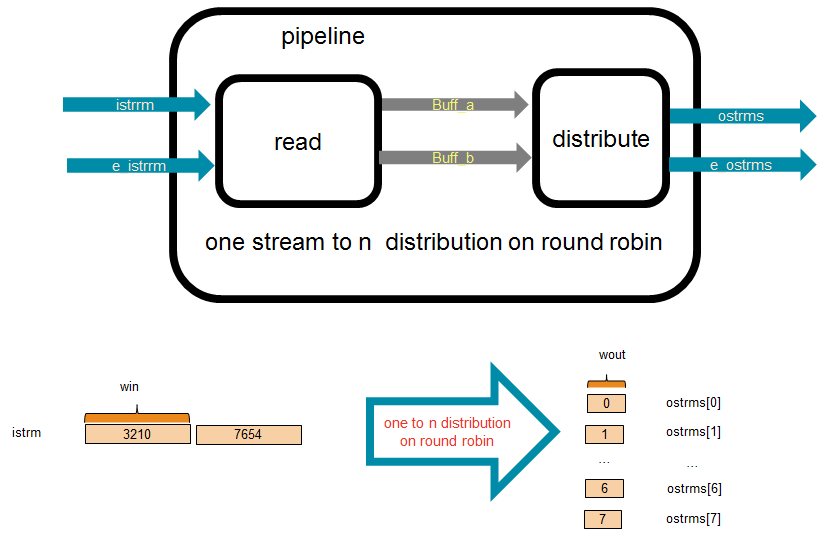 pipeline
istrrm
e_istrrm
read
Buff_a
Buff_b
distribute
ostrms
e_ostrms
one stream to n distribution on round robin
win
istrm
3210
7654
one to n distribution
on round robin
wout
0
ostrms[0]
1
ostrms[1]
...
...
6
ostrms[6]
7
ostrms[7]